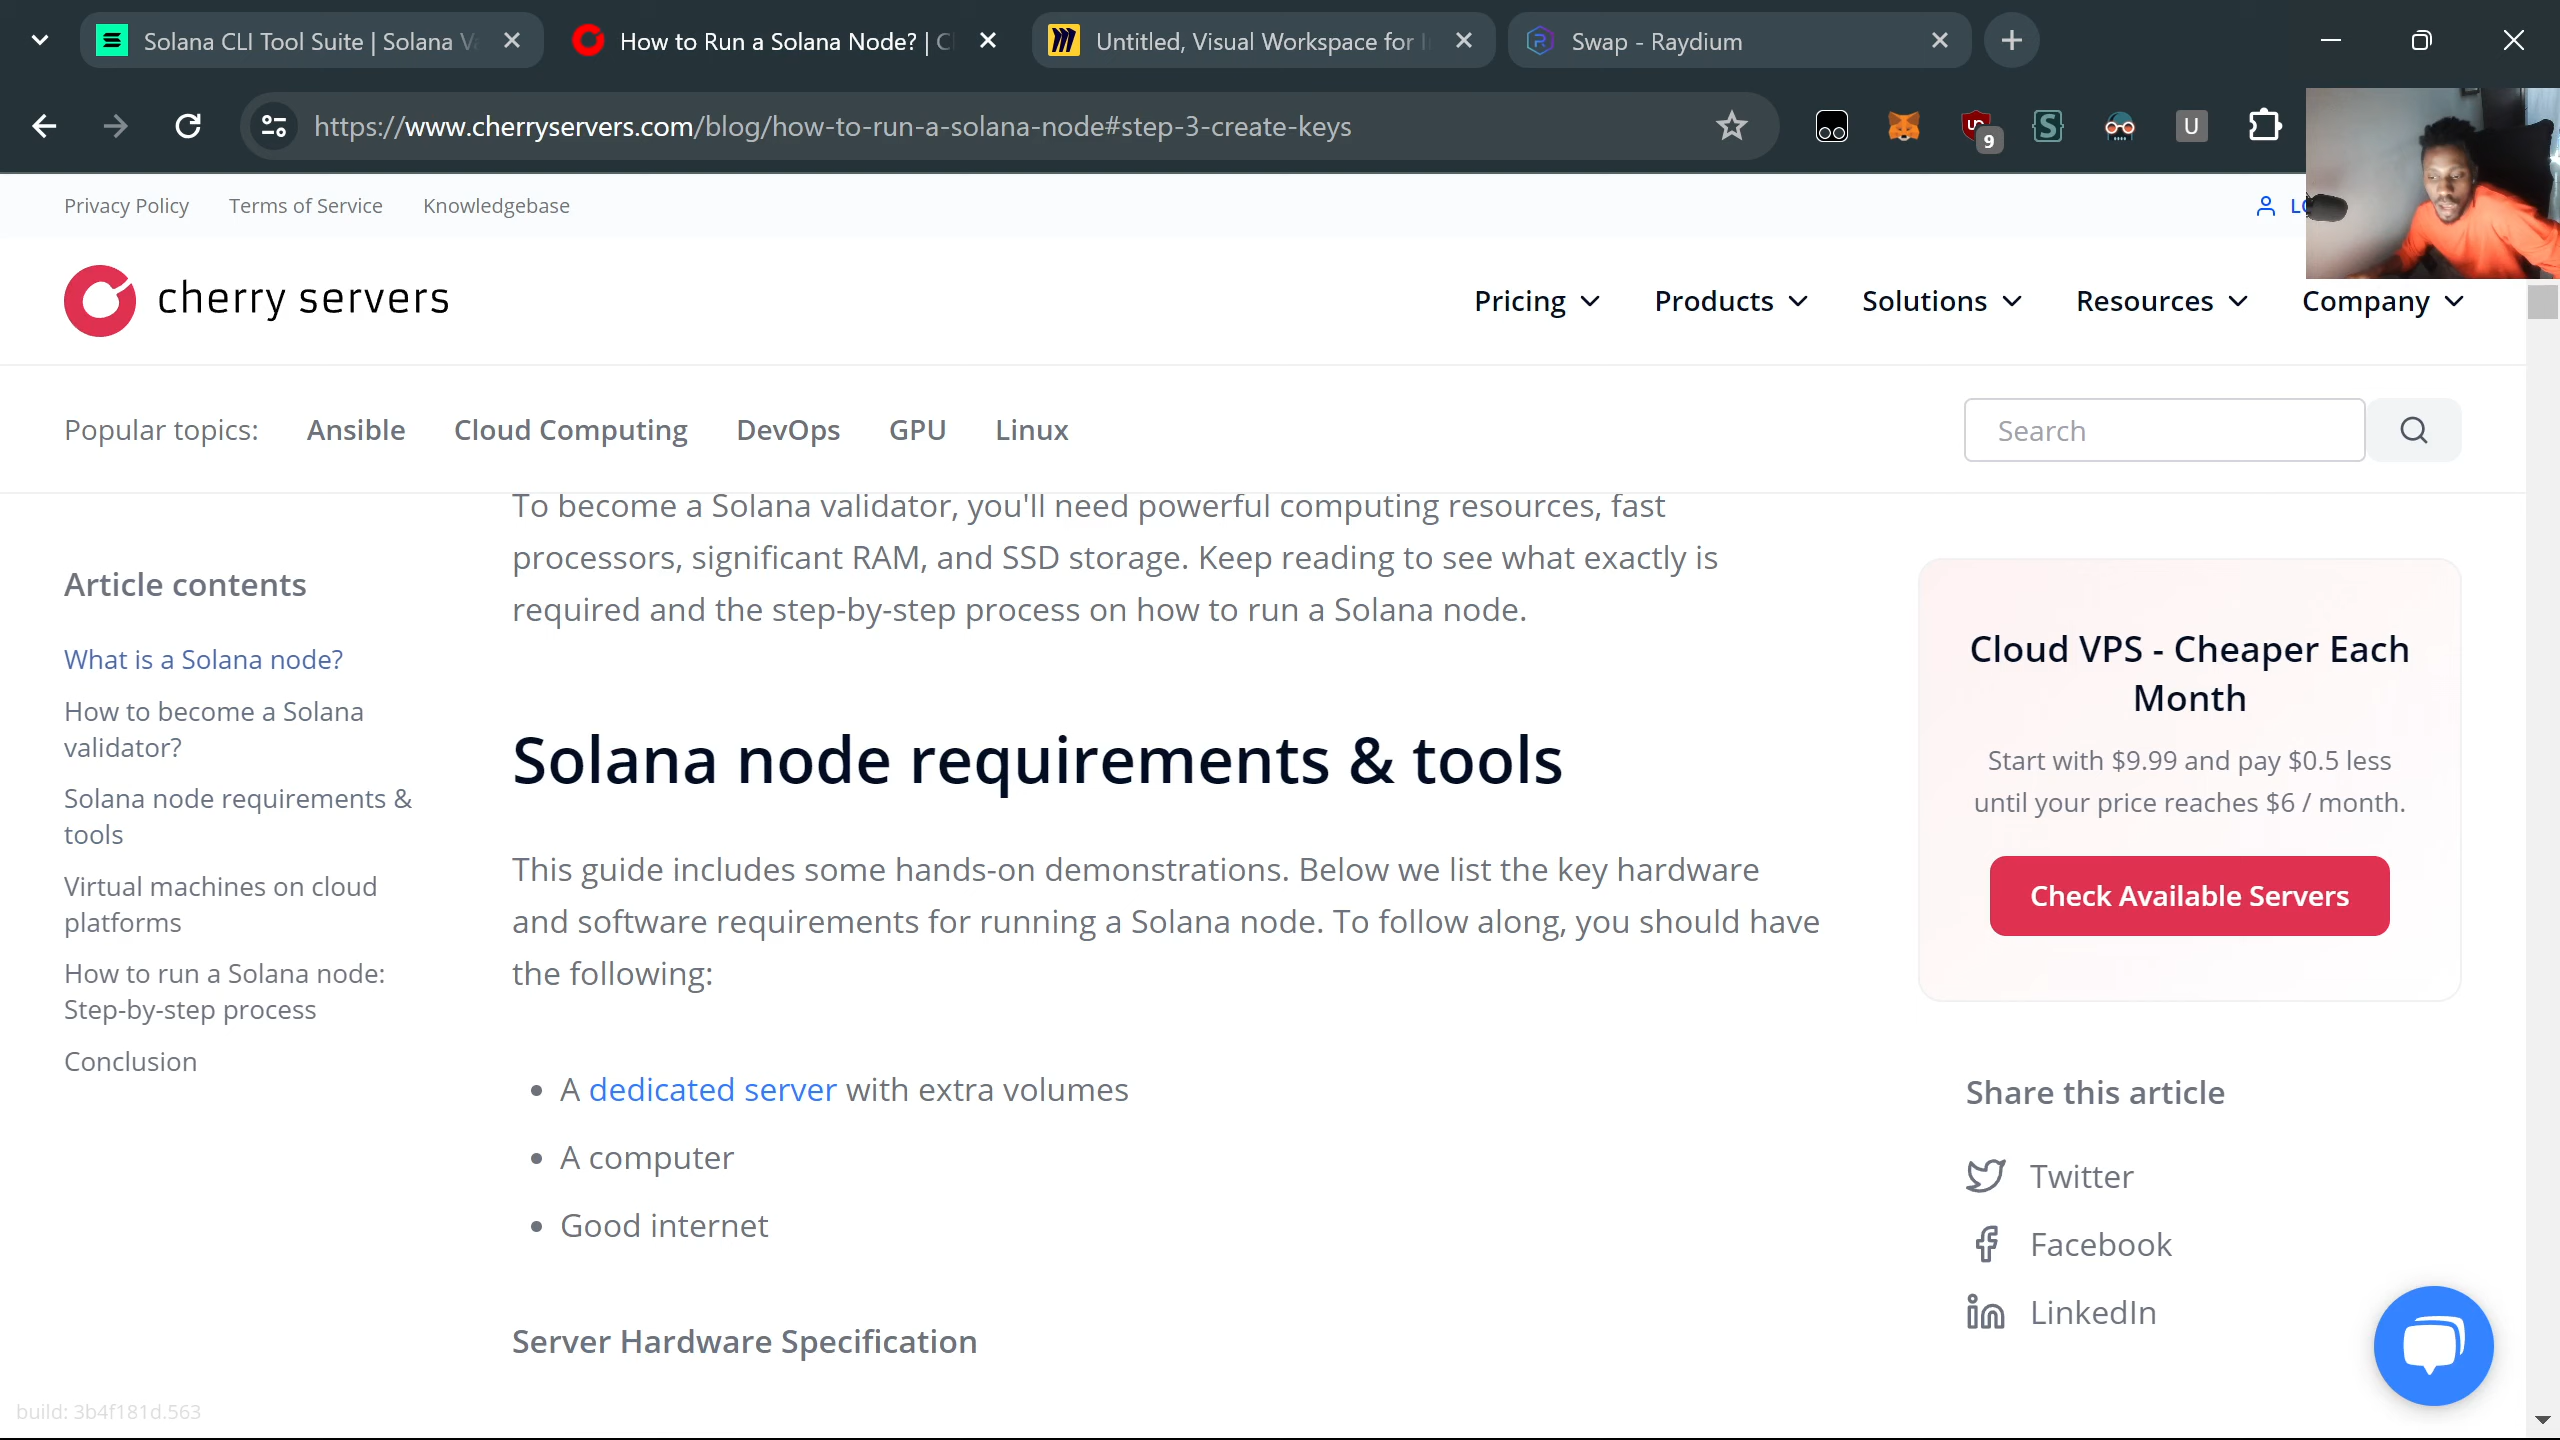 Solana CLI Tool Suite | Solana V
How to Run a Solana Node? | C
Untitled, Visual Workspace for I
Swap - Raydium
https://www.cherryservers.com/blog/how-to-run-a-solana-node#step-3-create-keys
9
U
Privacy Policy
Terms of Service
Knowledgebase
cherry servers
Pricing
Products
Solutions
Resources
Company
Popular topics:
Ansible
Cloud Computing
DevOps
GPU
Linux
Search
Article contents
What is a Solana node?
How to become a Solana
validator?
Solana node requirements &
tools
Virtual machines on cloud
platforms
How to run a Solana node:
Step-by-step process
Conclusion
To become a Solana validator, you'll need powerful computing resources, fast
processors, significant RAM, and SSD storage. Keep reading to see what exactly is
required and the step-by-step process on how to run a Solana node.
Solana node requirements & tools
This guide includes some hands-on demonstrations. Below we list the key hardware
and software requirements for running a Solana node. To follow along, you should have
the following:
• A dedicated server with extra volumes
• A computer
• Good internet
Server Hardware Specification
Cloud VPS - Cheaper Each
Month
Start with $9.99 and pay $0.5 less
until your price reaches $6 / month.
Check Available Servers
Share this article
Twitter
Facebook
LinkedIn
build: 3b4f181d.563